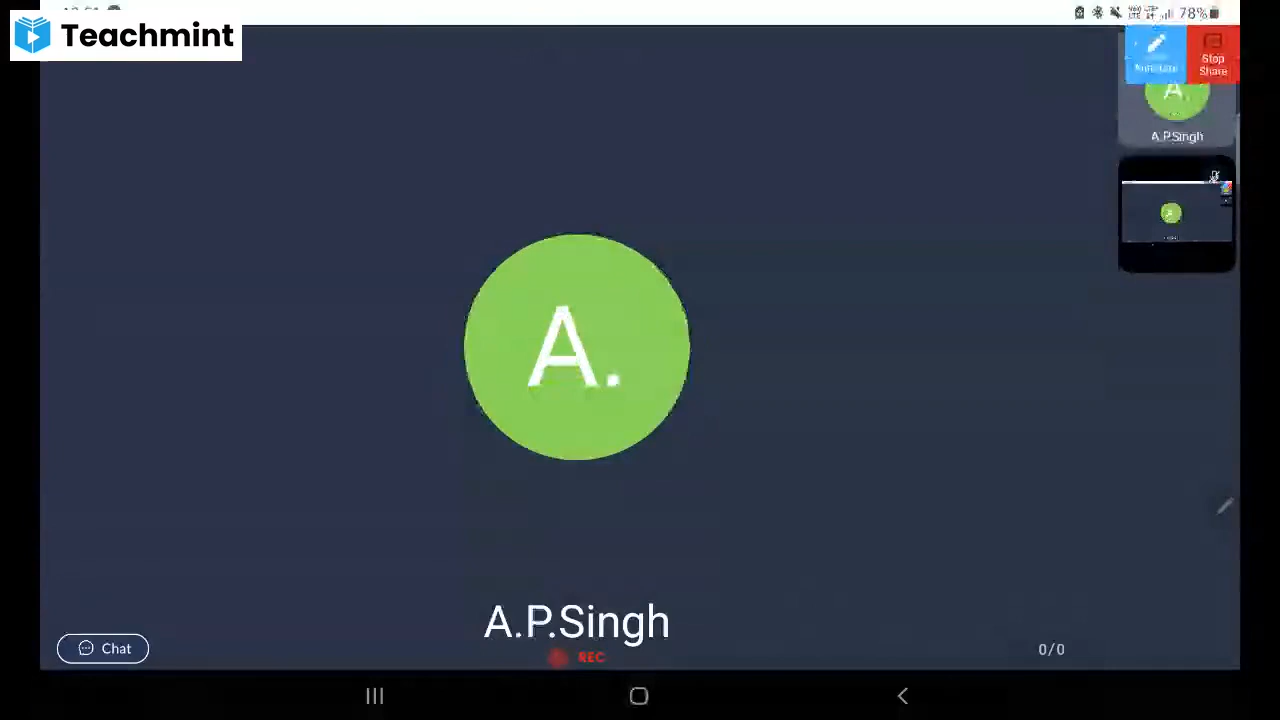 Teachmint
78%
Stop
Share
A.
A.P.Singh
A.
A.P.Singh
REC
Chat
0/0